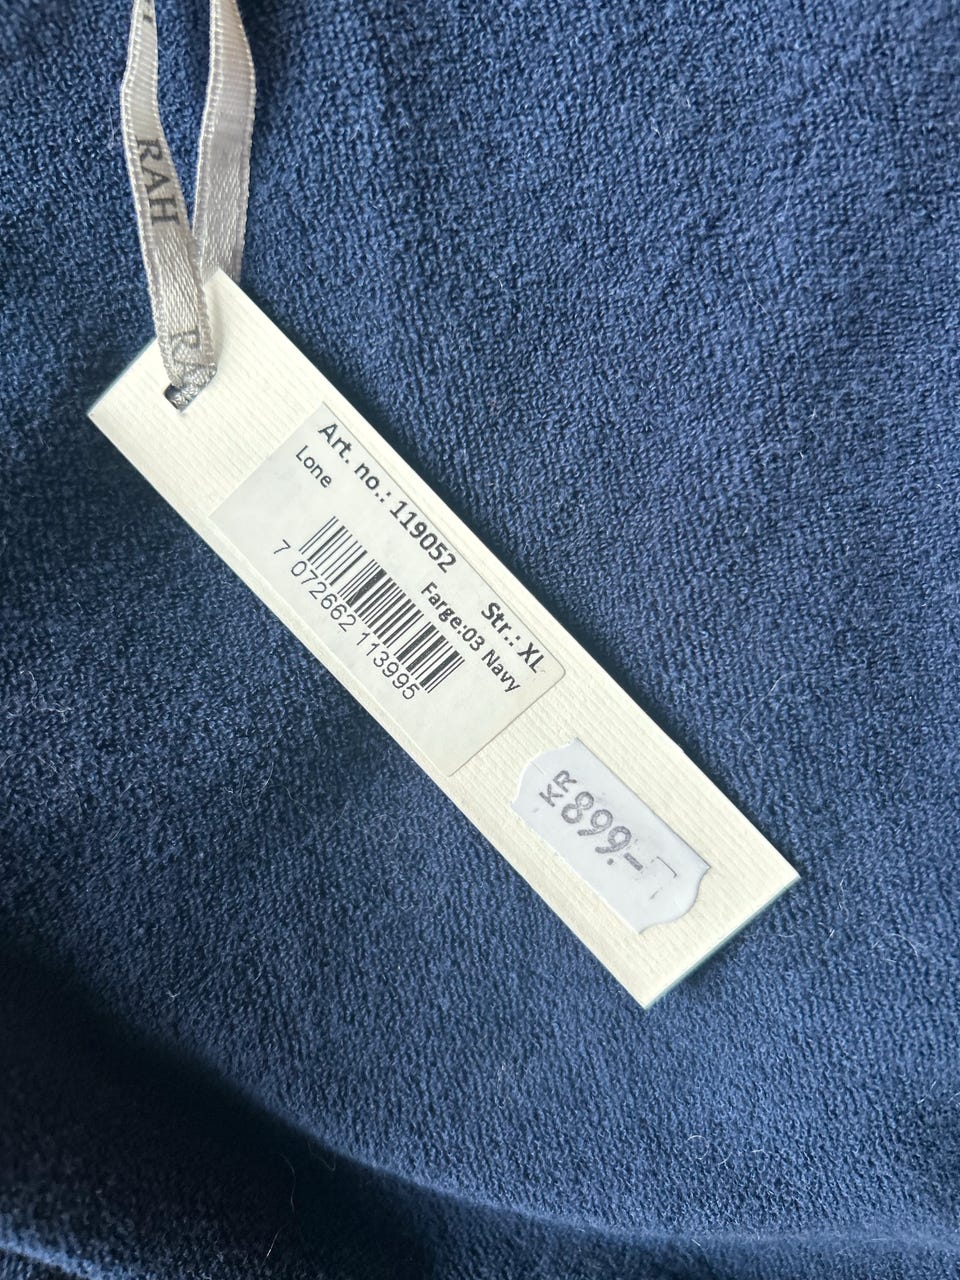 RAH
Art. no.: 119052
Str.: XL
Lone
Farge:03 Navy
7 072662 113995
KR
899.-